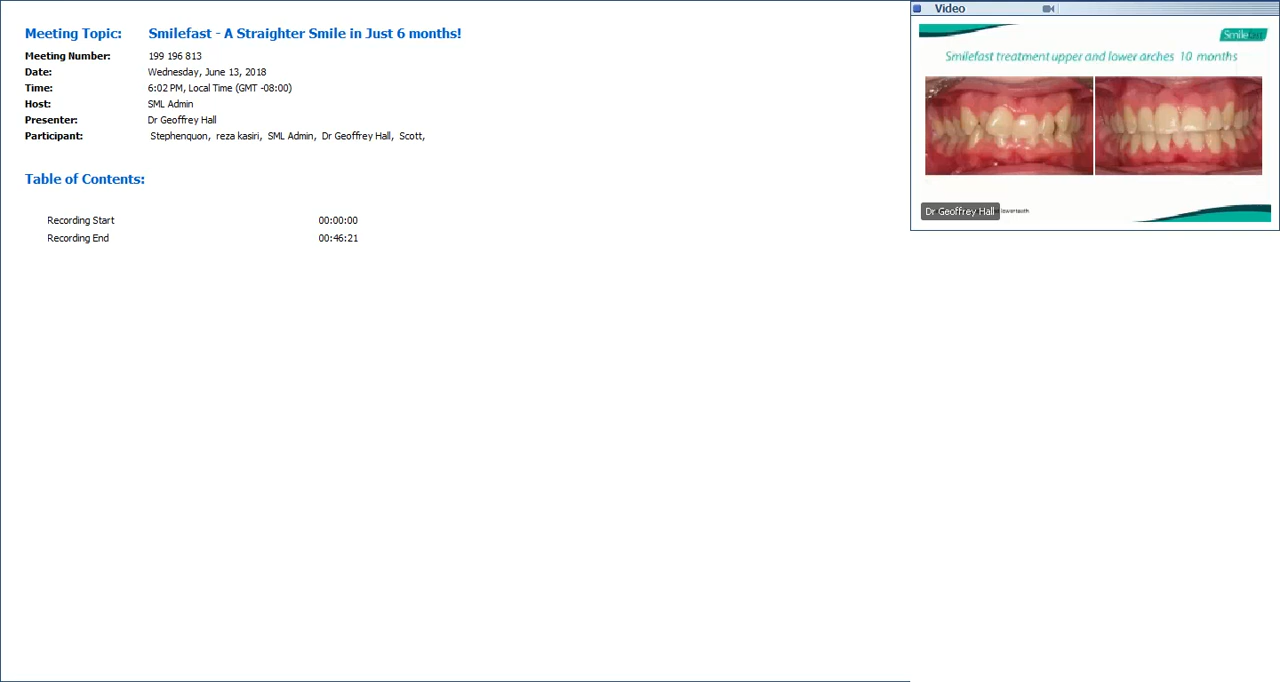 Meeting Topic: Smilefast - A Straighter Smile in Just 6 months!
Meeting Number: 199 196 813
Date: Wednesday, June 13, 2018
Time: 6:02 PM, Local Time (GMT -08:00)
Host: SML Admin
Presenter: Dr Geoffrey Hall
Participant: Stephenquon, reza kasiri, SML Admin, Dr Geoffrey Hall, Scott,
Table of Contents:
Recording Start 00:00:00
Recording End 00:46:21
Video
Smile
Smilefast treatment upper and lower arches 10 months
Dr Geoffrey Hall
lower tooth